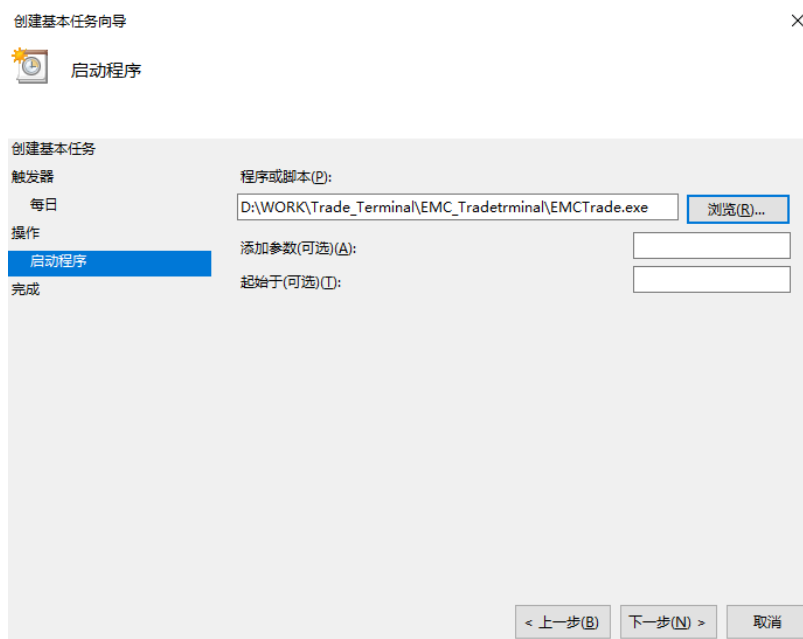 创建基本任务向导
启动程序
创建基本任务
触发器
每日
操作
启动程序
完成
程序或脚本(P):
D:\WORK\Trade_Terminal\EMC_Tradetrminal\EMCTrade.exe
浏览(R)...
添加参数(可选)(A):
起始于(可选)(T):
< 上一步(B)
下一步(N) >
取消